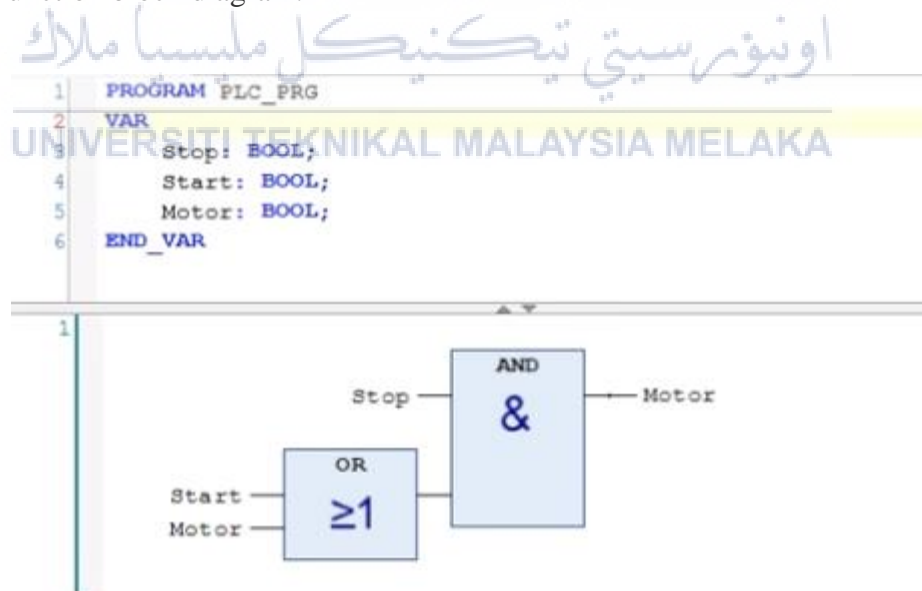 اونيۏرسيتي تيكنيكل مليسيا ملاك
1 PROGRAM PLC_PRG
2 VAR
UNIVERSITI TEKNIKAL MALAYSIA MELAKA
3 Stop: BOOL;
4 Start: BOOL;
5 Motor: BOOL;
6 END_VAR
1
AND
Stop & Motor
OR
Start
≥1
Motor